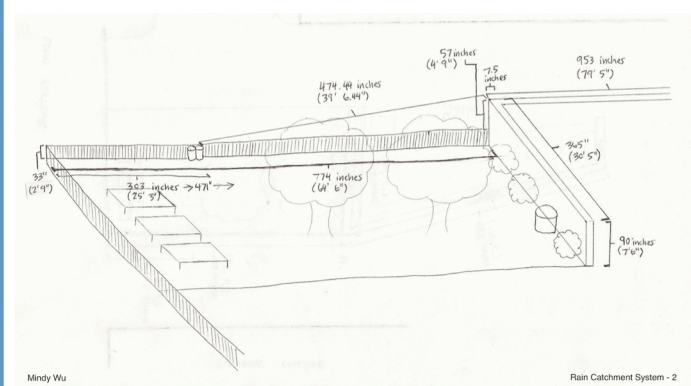 57 inches
(4' 9")
7.5
inches
953 inches
(79' 5")
474.44 inches
(39' 6.44")
365"
(30' 5")
33"
(2'9")
303 inches → 471" →
(25' 3")
774 inches
(64' 6")
90 inches
(7'6")
Mindy Wu
Rain Catchment System - 2